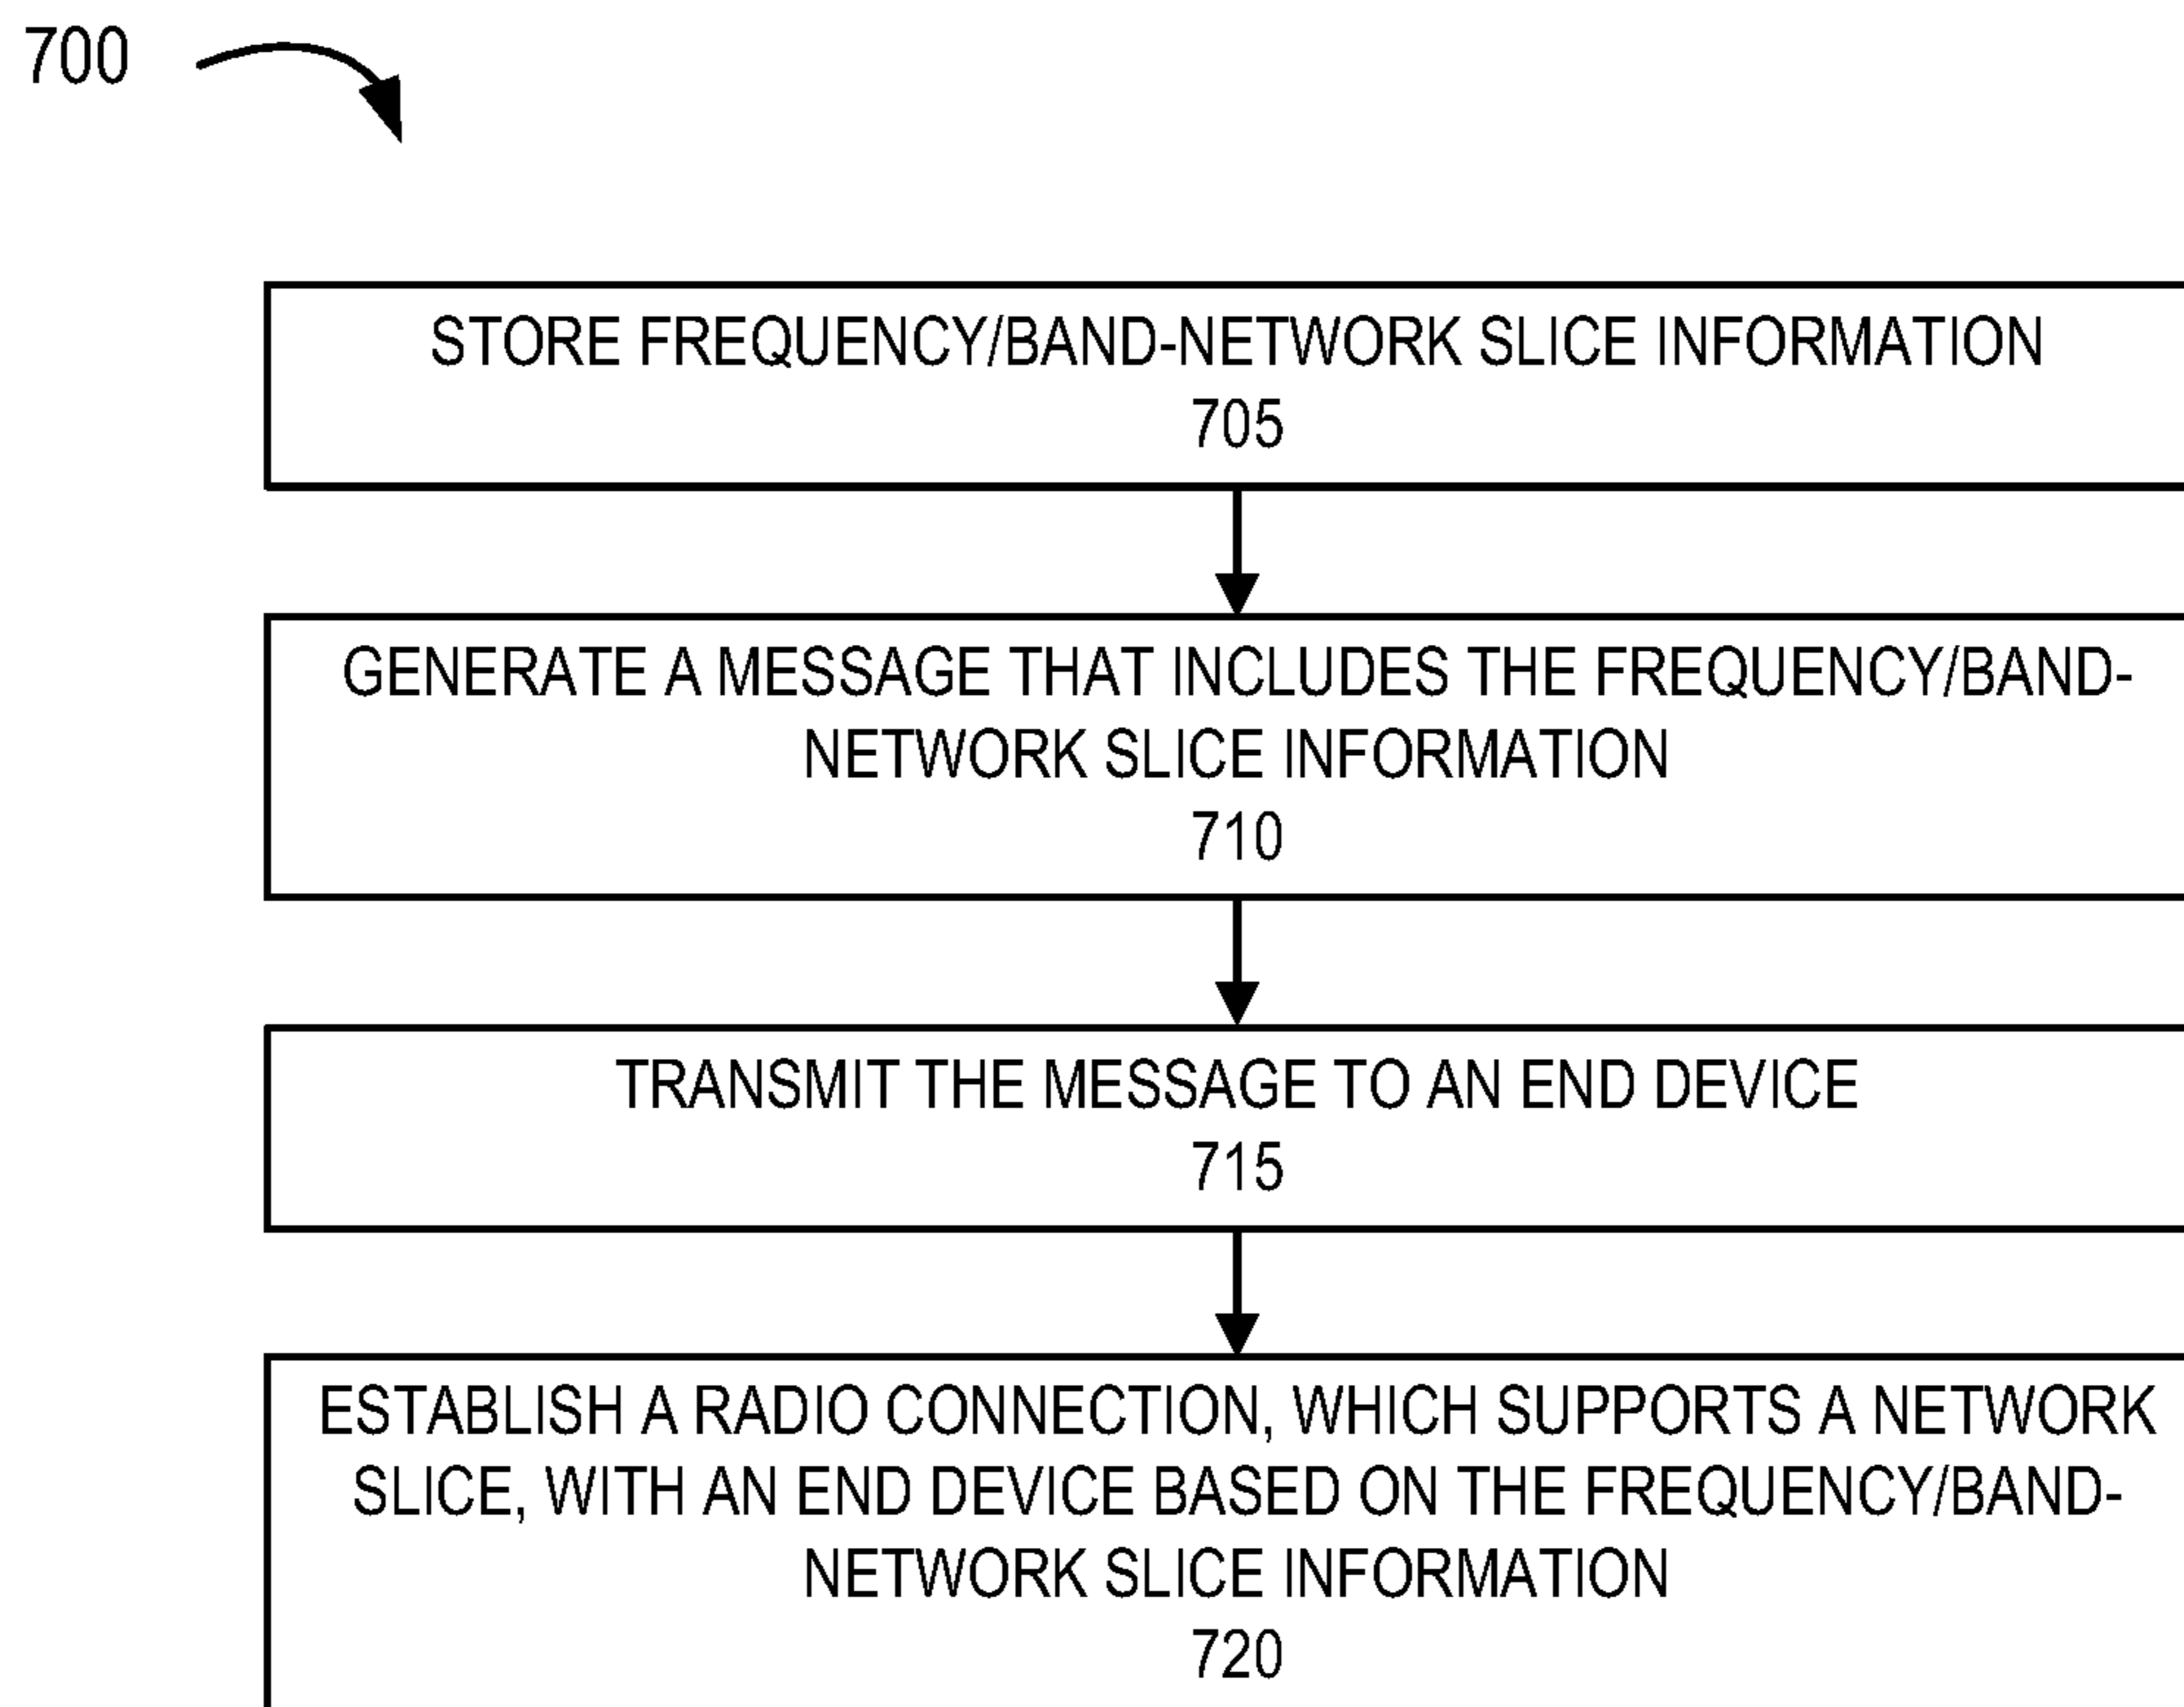 700
STORE FREQUENCY/BAND-NETWORK SLICE INFORMATION
705
GENERATE A MESSAGE THAT INCLUDES THE FREQUENCY/BAND-
NETWORK SLICE INFORMATION
710
TRANSMIT THE MESSAGE TO AN END DEVICE
715
ESTABLISH A RADIO CONNECTION, WHICH SUPPORTS A NETWORK
SLICE, WITH AN END DEVICE BASED ON THE FREQUENCY/BAND-
NETWORK SLICE INFORMATION
720